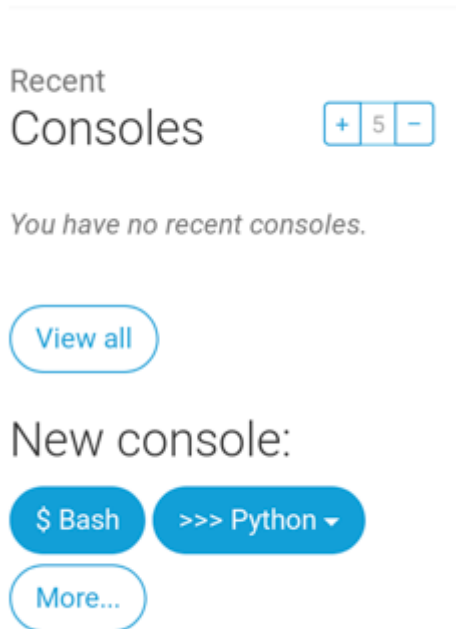 Recent
Consoles + 5 −
You have no recent consoles.
View all
New console:
$ Bash >>> Python
More...